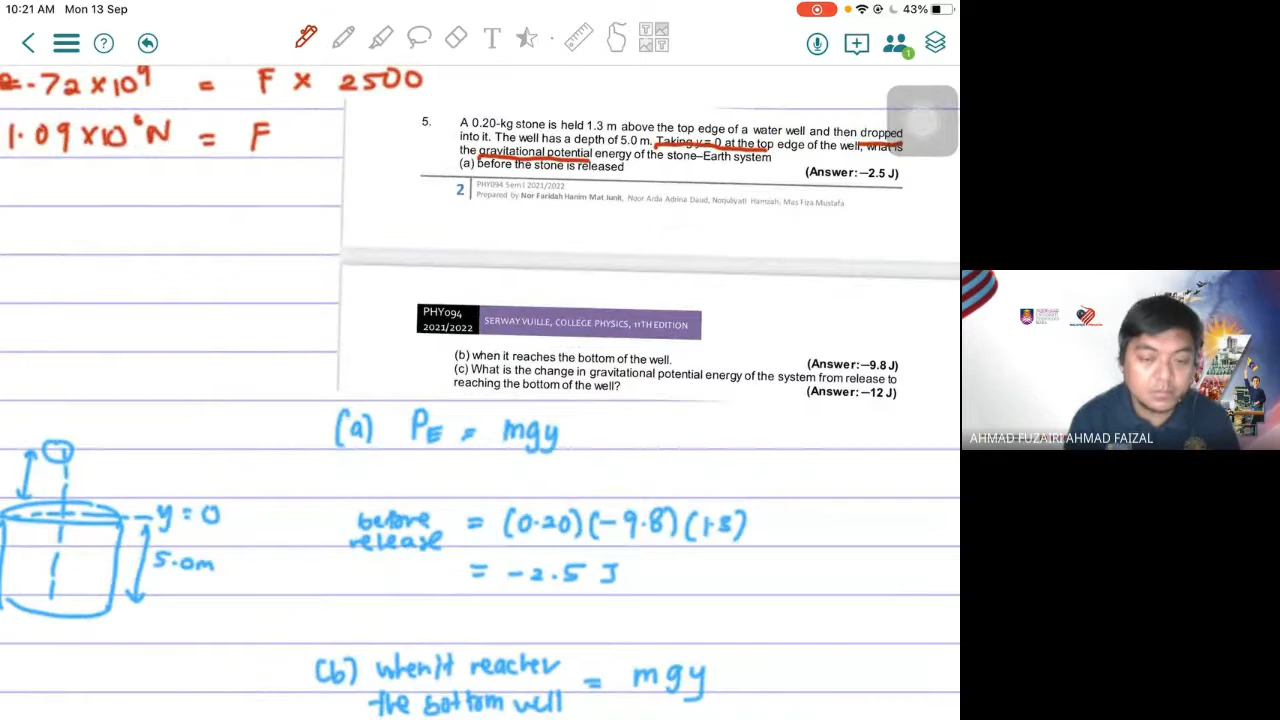 10:21 AM Mon 13 Sep
43%
-72 × 10⁹ = F × 2500
1.09 × 10⁶ N = F
5. A 0.20-kg stone is held 1.3 m above the top edge of a water well and then dropped
into it. The well has a depth of 5.0 m. Taking y = 0 at the top edge of the well, what is
the gravitational potential energy of the stone–Earth system
(a) before the stone is released (Answer: –2.5 J)
2 PHY094 Sem I 2021/2022
Prepared by Nor Faridah Hanim Mat Junit, Noor Arda Adrina Daud, Noquliyati Hamzah, Mas Fiza Mustafa
PHY094
2021/2022
SERWAY VUILLE, COLLEGE PHYSICS, 11TH EDITION
(b) when it reaches the bottom of the well. (Answer: –9.8 J)
(c) What is the change in gravitational potential energy of the system from release to
reaching the bottom of the well? (Answer: –12 J)
(a) PE = mgy
y = 0
5.0m
before
release = (0.20)(-9.8)(1.3)
= -2.5 J
(b) when it reaches
the bottom well = mgy
AHMAD FUZAIRI AHMAD FAIZAL